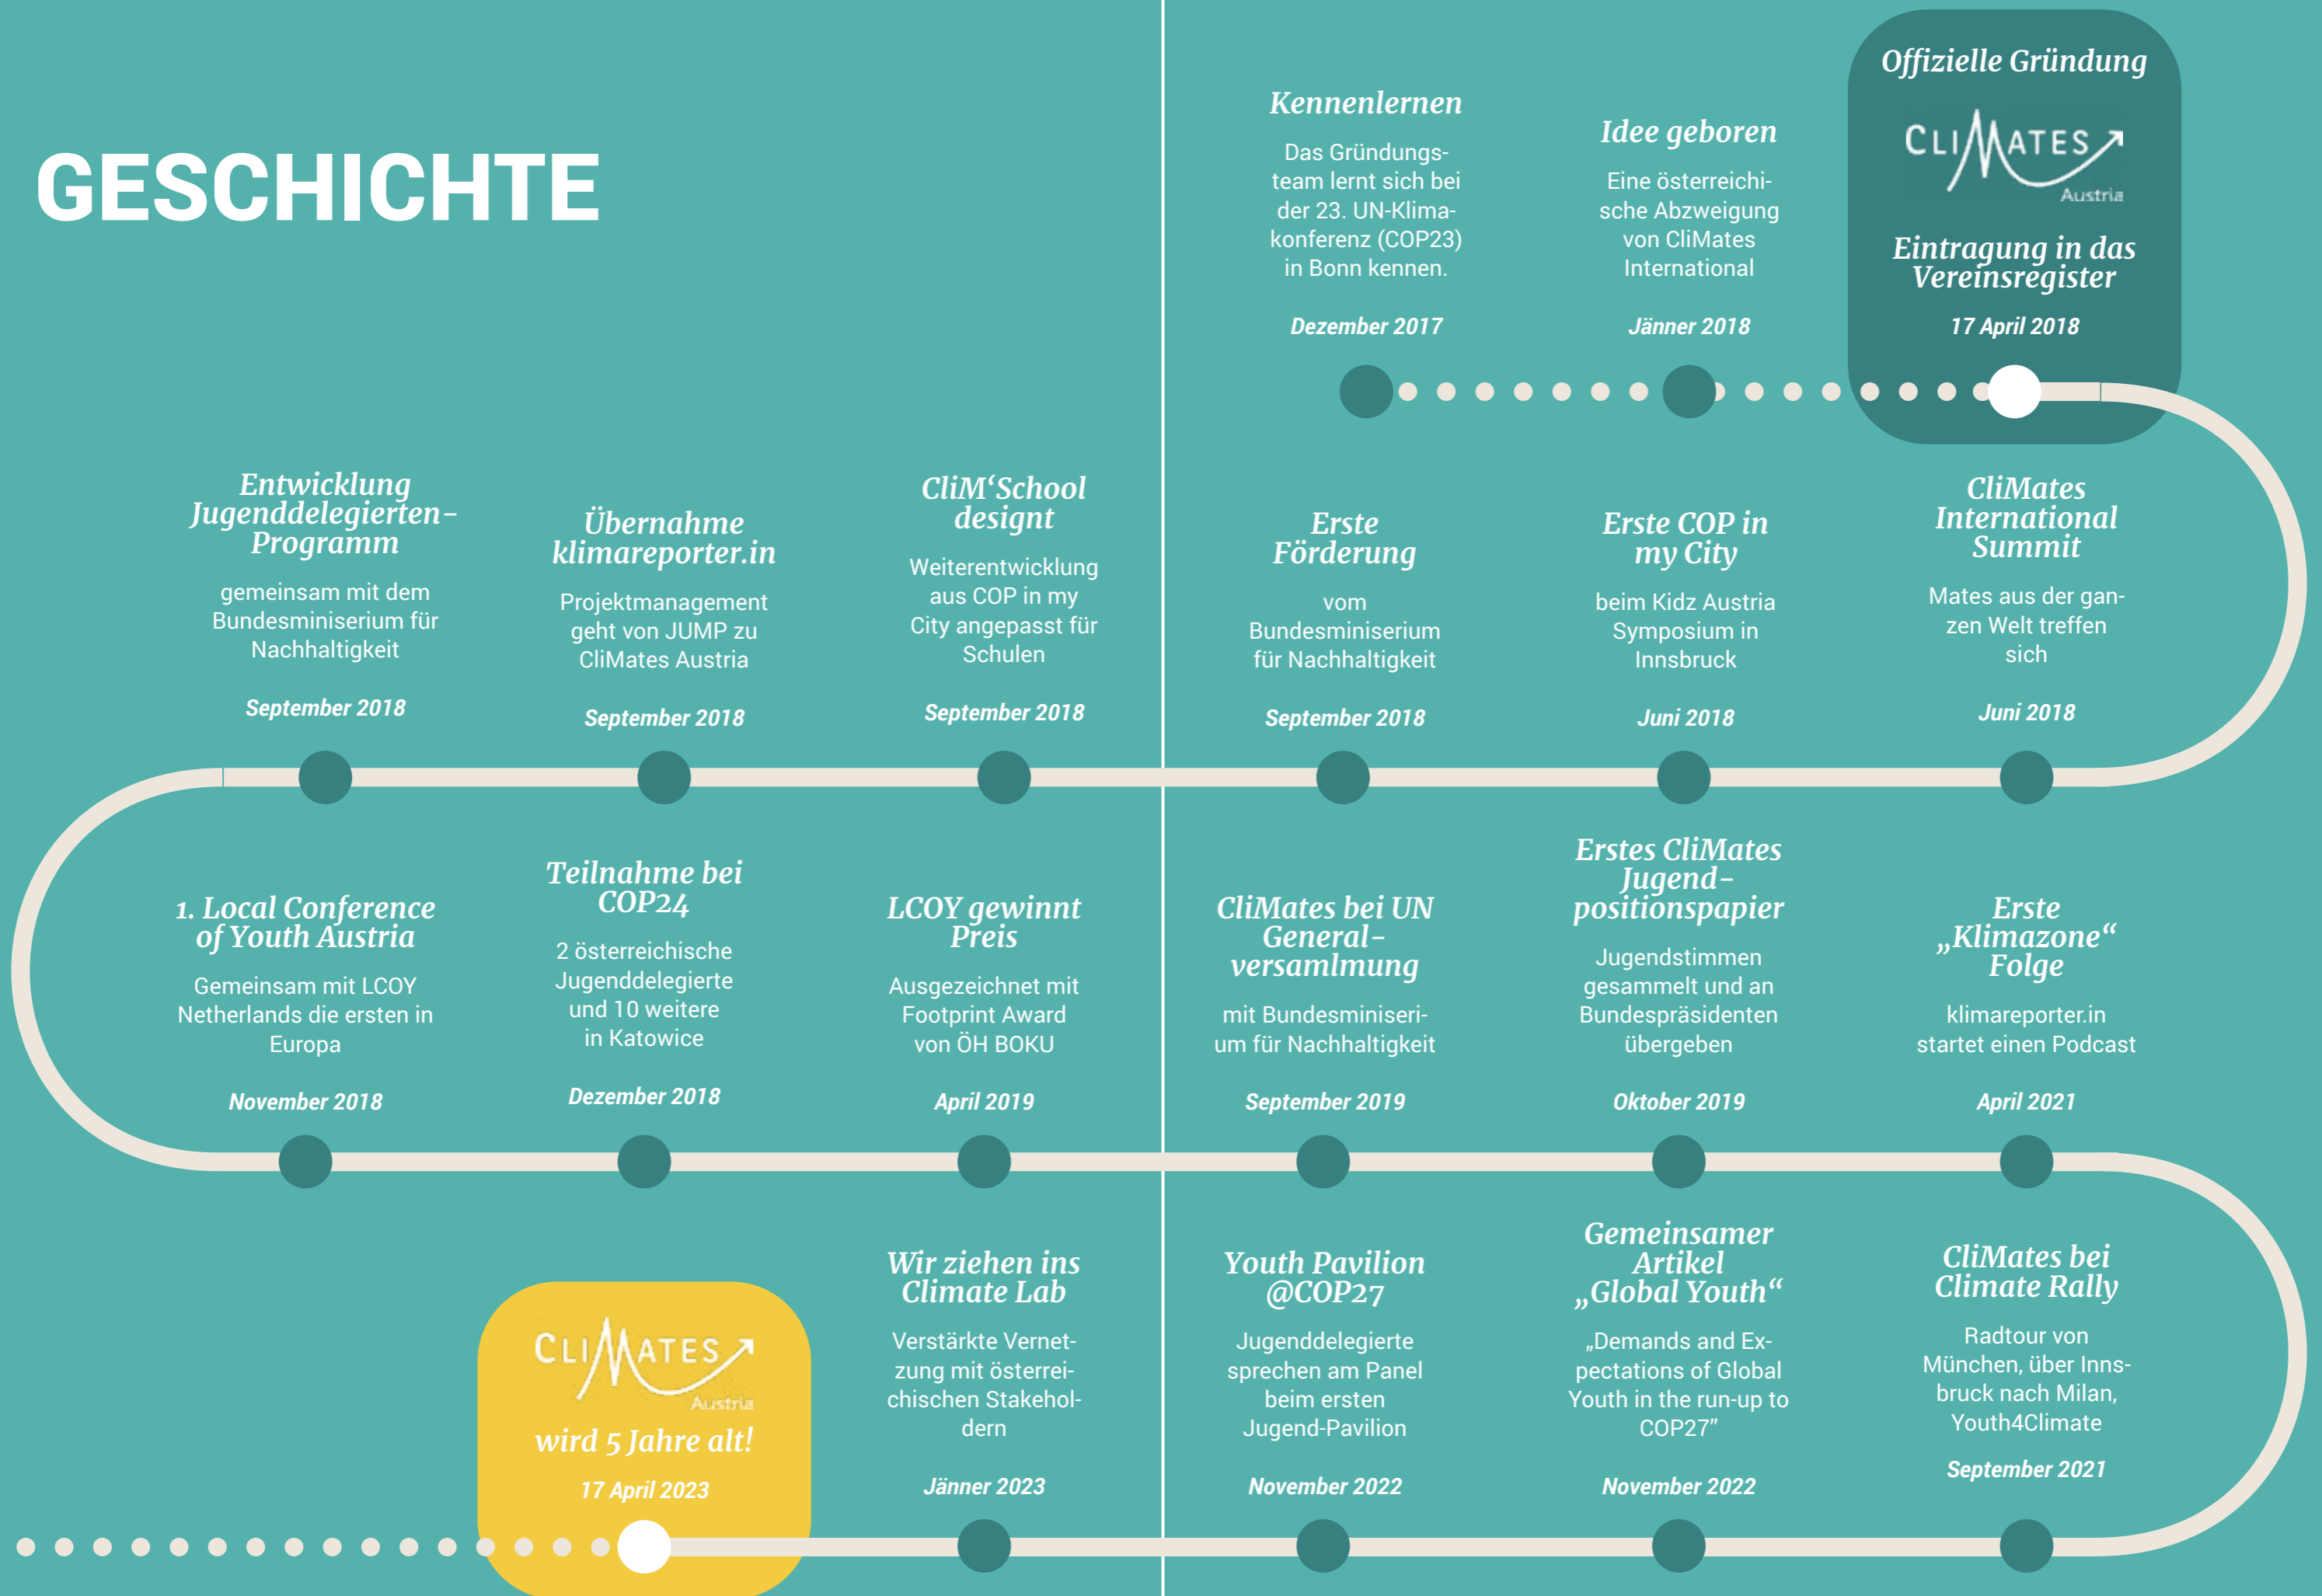 GESCHICHTE
Kennenlernen
Das Gründungs-
team lernt sich bei
der 23. UN-Klima-
konferenz (COP23)
in Bonn kennen.
Dezember 2017
Idee geboren
Eine österreichi-
sche Abzweigung
von CliMates
International
Jänner 2018
Offizielle Gründung
CLIMATES
Austria
Eintragung in das
Vereinsregister
17 April 2018
CliMates
International
Summit
Mates aus der gan-
zen Welt treffen
sich
Juni 2018
Erste COP in
my City
beim Kidz Austria
Symposium in
Innsbruck
Juni 2018
Erste
Förderung
vom
Bundesminiserium
für Nachhaltigkeit
September 2018
CliM‘School
designt
Weiterentwicklung
aus COP in my
City angepasst für
Schulen
September 2018
Übernahme
klimareporter.in
Projektmanagement
geht von JUMP zu
CliMates Austria
September 2018
Entwicklung
Jugenddelegierten-
Programm
gemeinsam mit dem
Bundesminiserium für
Nachhaltigkeit
September 2018
1. Local Conference
of Youth Austria
Gemeinsam mit LCOY
Netherlands die ersten in
Europa
November 2018
Teilnahme bei
COP24
2 österreichische
Jugenddelegierte
und 10 weitere
in Katowice
Dezember 2018
LCOY gewinnt
Preis
Ausgezeichnet mit
Footprint Award
von ÖH BOKU
April 2019
CliMates bei UN
General-
versamlmung
mit Bundesminiseri-
um für Nachhaltigkeit
September 2019
Erstes CliMates
Jugend-
positionspapier
Jugendstimmen
gesammelt und an
Bundespräsidenten
übergeben
Oktober 2019
Erste
„Klimazone“
Folge
klimareporter.in
startet einen Podcast
April 2021
CliMates bei
Climate Rally
Radtour von
München, über Inns-
bruck nach Milan,
Youth4Climate
September 2021
Gemeinsamer
Artikel
„Global Youth“
„Demands and Ex-
pectations of Global
Youth in the run-up to
COP27”
November 2022
Youth Pavilion
@COP27
Jugenddelegierte
sprechen am Panel
beim ersten
Jugend-Pavilion
November 2022
Wir ziehen ins
Climate Lab
Verstärkte Vernet-
zung mit österrei-
chischen Stakehol-
dern
Jänner 2023
CLIMATES
Austria
wird 5 Jahre alt!
17 April 2023